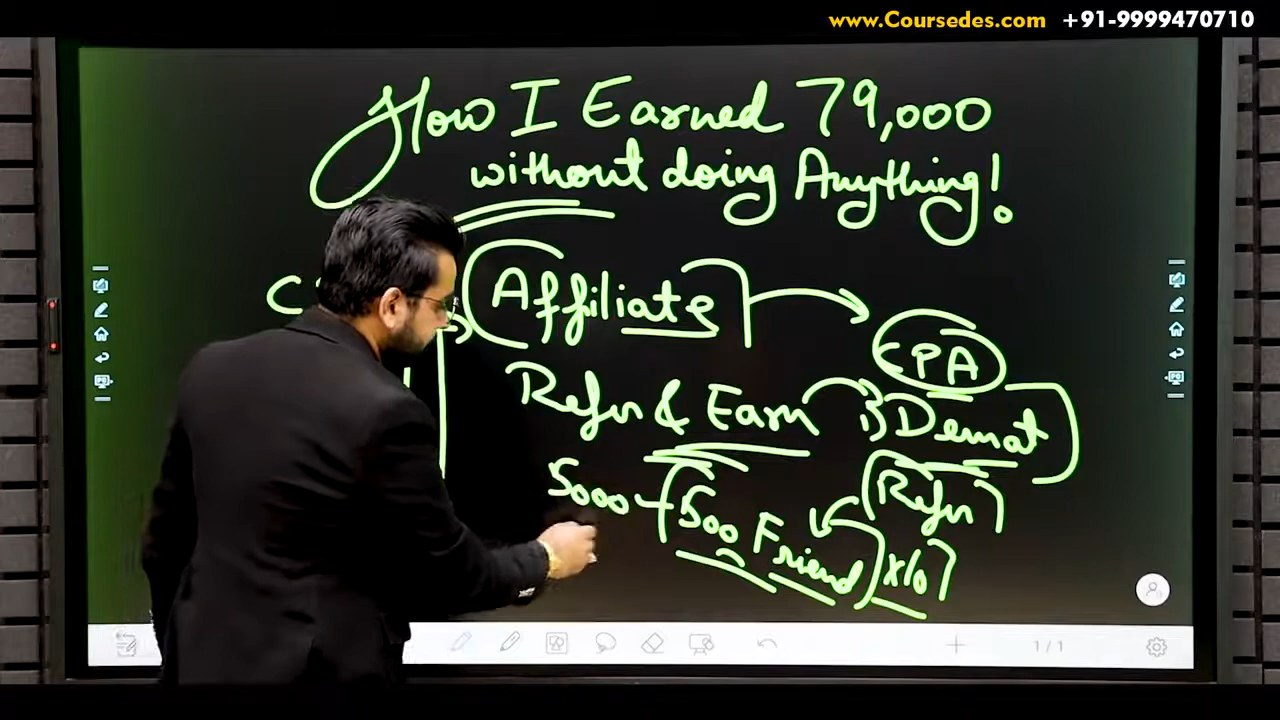 www.Coursedes.com +91-9999470710
How I Earned 79,000
without doing Anything!
Affiliate
CPA
Refer & Earn
Demat
5000
500 Friend
Refer
x10
1/1